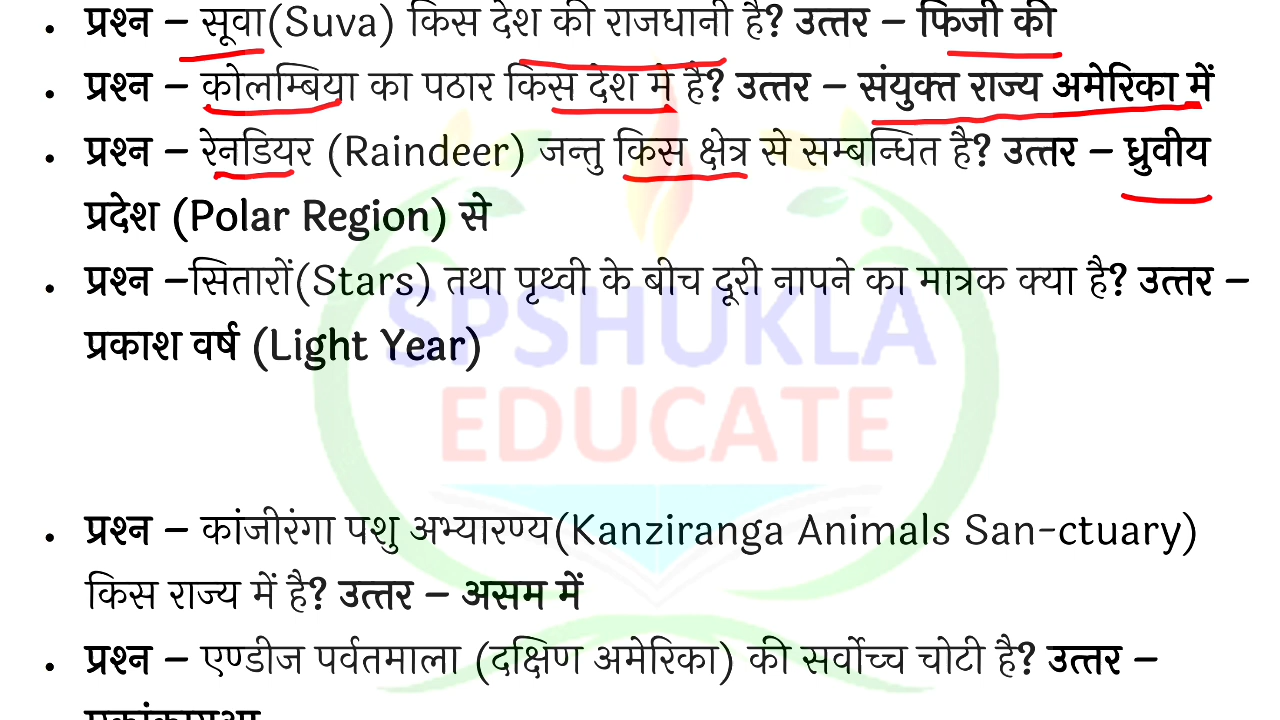 • प्रश्न – सूवा(Suva) किस देश की राजधानी है? उत्तर – फिजी की
• प्रश्न – कोलम्बिया का पठार किस देश में है? उत्तर – संयुक्त राज्य अमेरिका में
• प्रश्न – रेनडियर (Raindeer) जन्तु किस क्षेत्र से सम्बन्धित है? उत्तर – ध्रुवीय
प्रदेश (Polar Region) से
• प्रश्न –सितारों(Stars) तथा पृथ्वी के बीच दूरी नापने का मात्रक क्या है? उत्तर –
प्रकाश वर्ष (Light Year)
SPSHUKLA
EDUCATE
• प्रश्न – कांजीरंगा पशु अभ्यारण्य(Kanziranga Animals San-ctuary)
किस राज्य में है? उत्तर – असम में
• प्रश्न – एण्डीज पर्वतमाला (दक्षिण अमेरिका) की सर्वोच्च चोटी है? उत्तर –